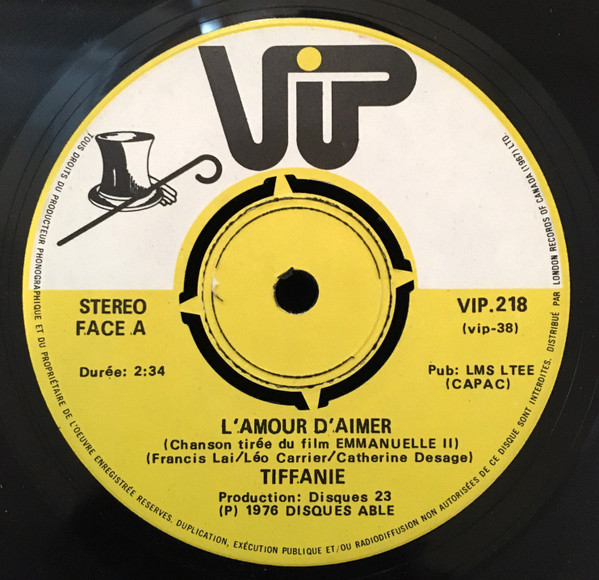 ViP
TOUS DROITS DU PRODUCTEUR PHONOGRAPHIQUE ET DU PROPRIÉTAIRE DE L'OEUVRE ENREGISTRÉE RESERVES. DUPLICATION, EXÉCUTION PUBLIQUE ET/OU RADIODIFFUSION NON AUTORISÉES DE CE DISQUE SONT INTERDITES. DISTRIBUÉ PAR LONDON RECORDS OF CANADA (1967) LTD.
STEREO
FACE A
VIP.218
(vip-38)
Durée: 2:34
Pub: LMS LTEE
(CAPAC)
L'AMOUR D'AIMER
(Chanson tirée du film EMMANUELLE II)
(Francis Lai/Léo Carrier/Catherine Desage)
TIFFANIE
Production: Disques 23
(P) 1976 DISQUES ABLE